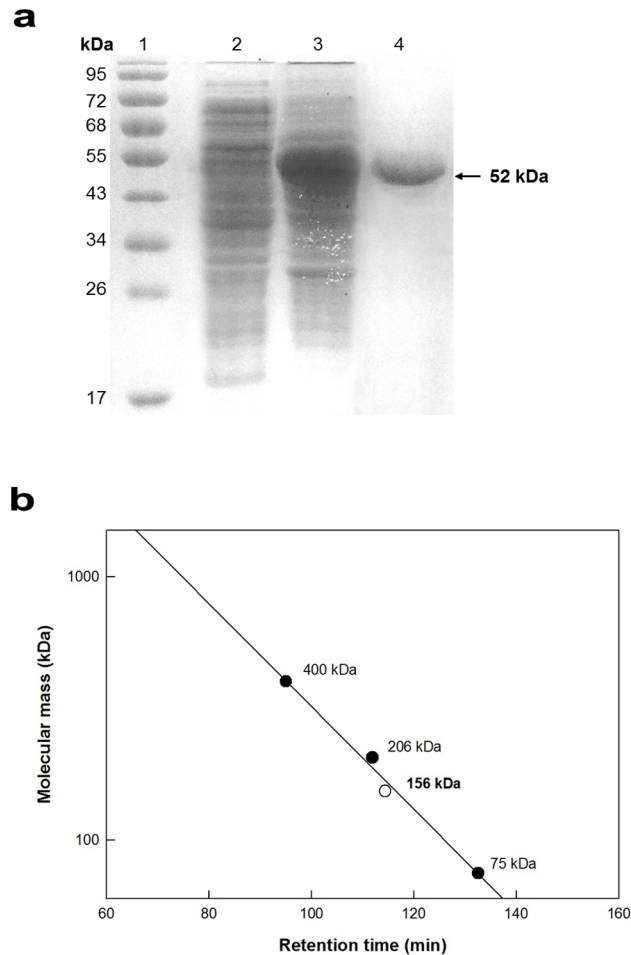 a
kDa 1 2 3 4
95
72
68
55
52 kDa
43
34
26
17
b
1000
400 kDa
206 kDa
156 kDa
100
75 kDa
60 80 100 120 140 160
Molecular mass (kDa)
Retention time (min)